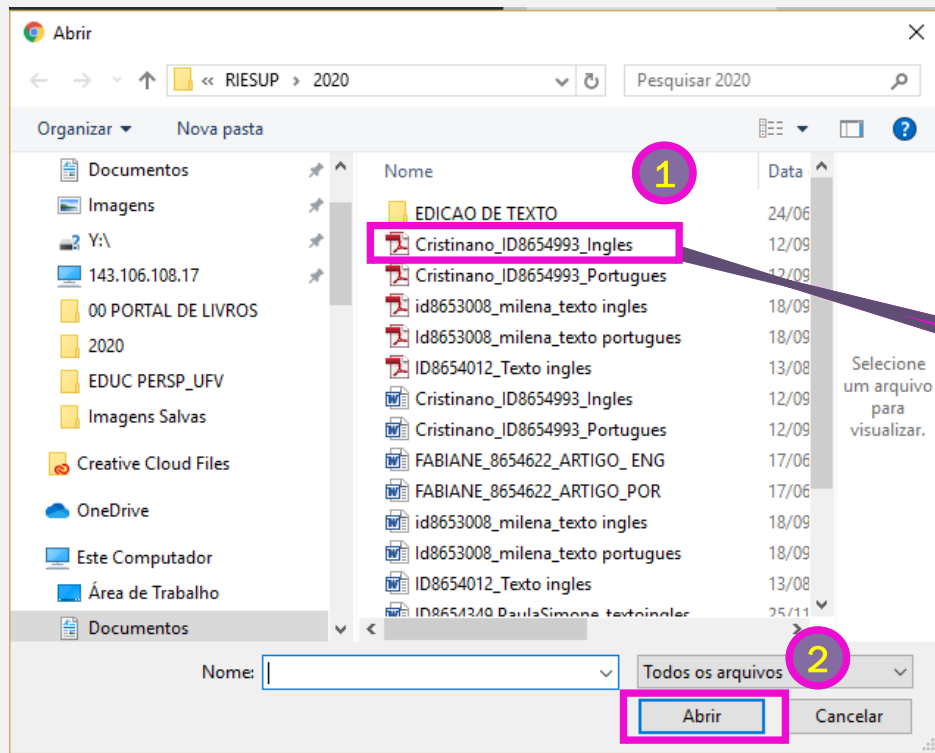 Abrir
« RIESUP > 2020
Pesquisar 2020
Organizar
Nova pasta
?
Documentos
Imagens
Y:\
143.106.108.17
00 PORTAL DE LIVROS
2020
EDUC PERSP_UFV
Imagens Salvas
Creative Cloud Files
OneDrive
Este Computador
Área de Trabalho
Documentos
Nome
1
Data
EDICAO DE TEXTO 24/06
Cristinano_ID8654993_Ingles 12/09
Cristinano_ID8654993_Portugues 12/09
id8653008_milena_texto ingles 18/09
Id8653008_milena_texto portugues 18/09
ID8654012_Texto ingles 13/08
Cristinano_ID8654993_Ingles 12/09
Cristinano_ID8654993_Portugues 12/09
FABIANE_8654622_ARTIGO_ ENG 17/06
FABIANE_8654622_ARTIGO_POR 17/06
id8653008_milena_texto ingles 18/09
Id8653008_milena_texto portugues 18/09
ID8654012_Texto ingles 13/08
ID8654349 PaulaSimone_textoingles 25/11
Selecione
um arquivo
para
visualizar.
Nome:
Todos os arquivos
2
Abrir
Cancelar